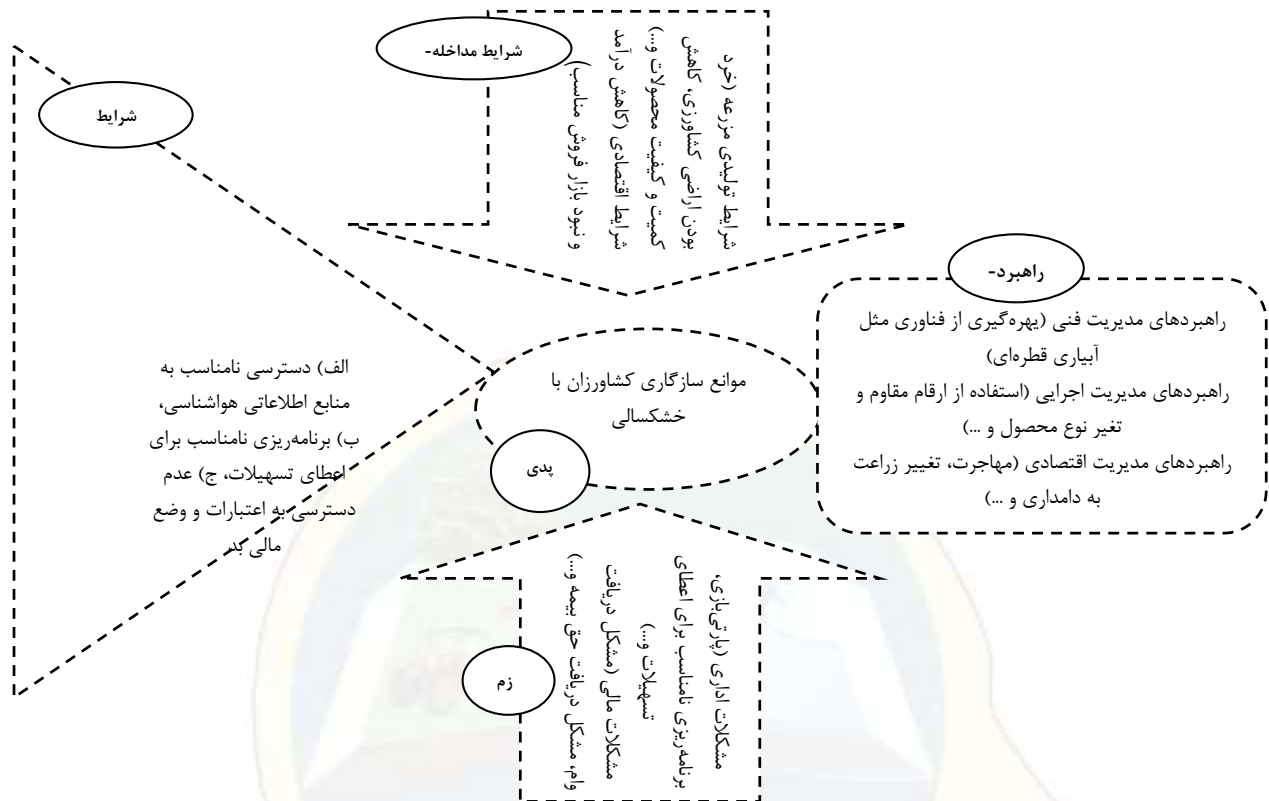 شرایط مداخله-
شرایط تولیدی مزرعه (خرد
بودن اراضی کشاورزی، کاهش
کمیت و کیفیت محصولات و...)
شرایط اقتصادی (کاهش درآمد
و نبود بازار فروش مناسب)
شرایط
الف) دسترسی نامناسب به
منابع اطلاعاتی هواشناسی،
ب) برنامه‌ریزی نامناسب برای
اعطای تسهیلات، ج) عدم
دسترسی به اعتبارات و وضع
مالی بد
موانع سازگاری کشاورزان با
خشکسالی
پدی
راهبرد-
راهبردهای مدیریت فنی (یهره‌گیری از فناوری مثل
آبیاری قطره‌ای)
راهبردهای مدیریت اجرایی (استفاده از ارقام مقاوم و
تغیر نوع محصول و ...)
راهبردهای مدیریت اقتصادی (مهاجرت، تغییر زراعت
به دامداری و ...)
زم
مشکلات اداری (پارتی‌بازی،
برنامه‌ریزی نامناسب برای اعطای
تسهیلات و...)
مشکلات مالی (مشکل دریافت
وام، مشکل دریافت حق بیمه و...)